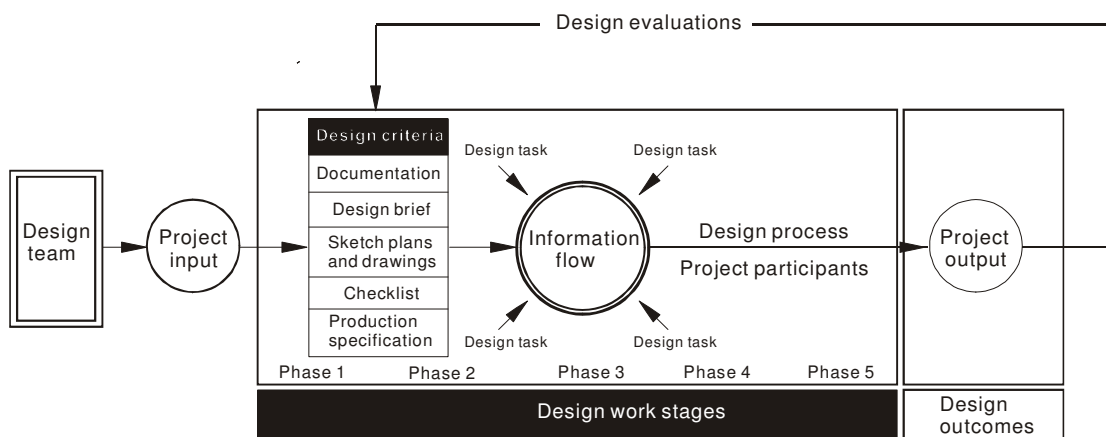 Design evaluations
Design criteria
Documentation
Design brief
Sketch plans
and drawings
Checklist
Production
specification
Design
team
Project
input
Design task
Design task
Information
flow
Design task
Design task
Design process
Project participants
Project
output
Phase 1
Phase 2
Phase 3
Phase 4
Phase 5
Design work stages
Design
outcomes